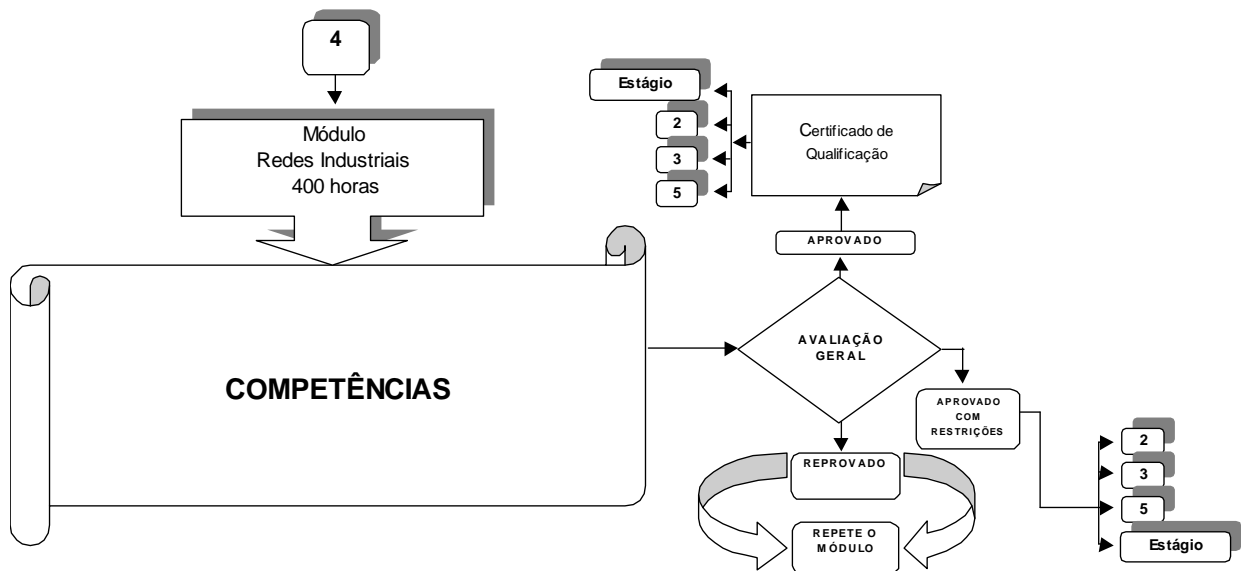 4
Módulo
Redes Industriais
400 horas
COMPETÊNCIAS
Estágio
2
3
5
Certificado de
Qualificação
APROVADO
AVALIAÇÃO
GERAL
APROVADO
COM
RESTRIÇÕES
REPROVADO
REPETE O
MÓDULO
2
3
5
Estágio